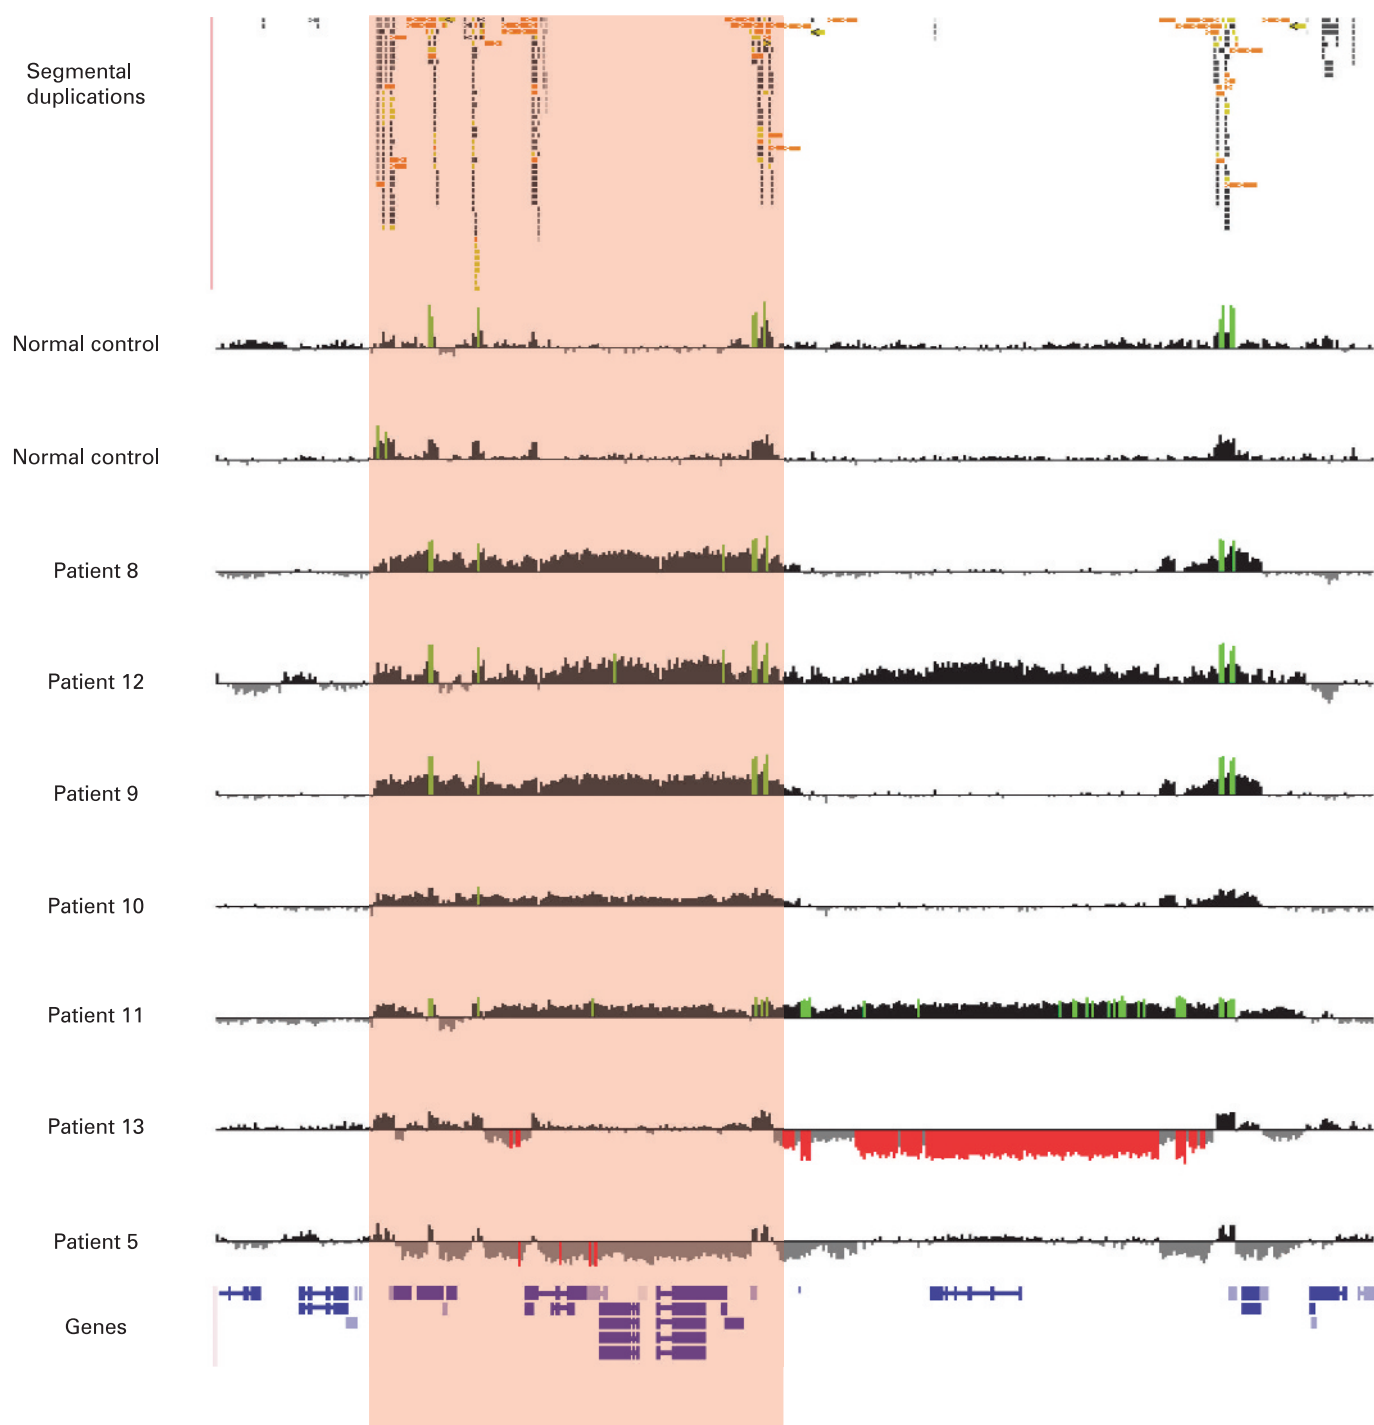 Segmental
duplications
Normal control
Normal control
Patient 8
Patient 12
Patient 9
Patient 10
Patient 11
Patient 13
Patient 5
Genes